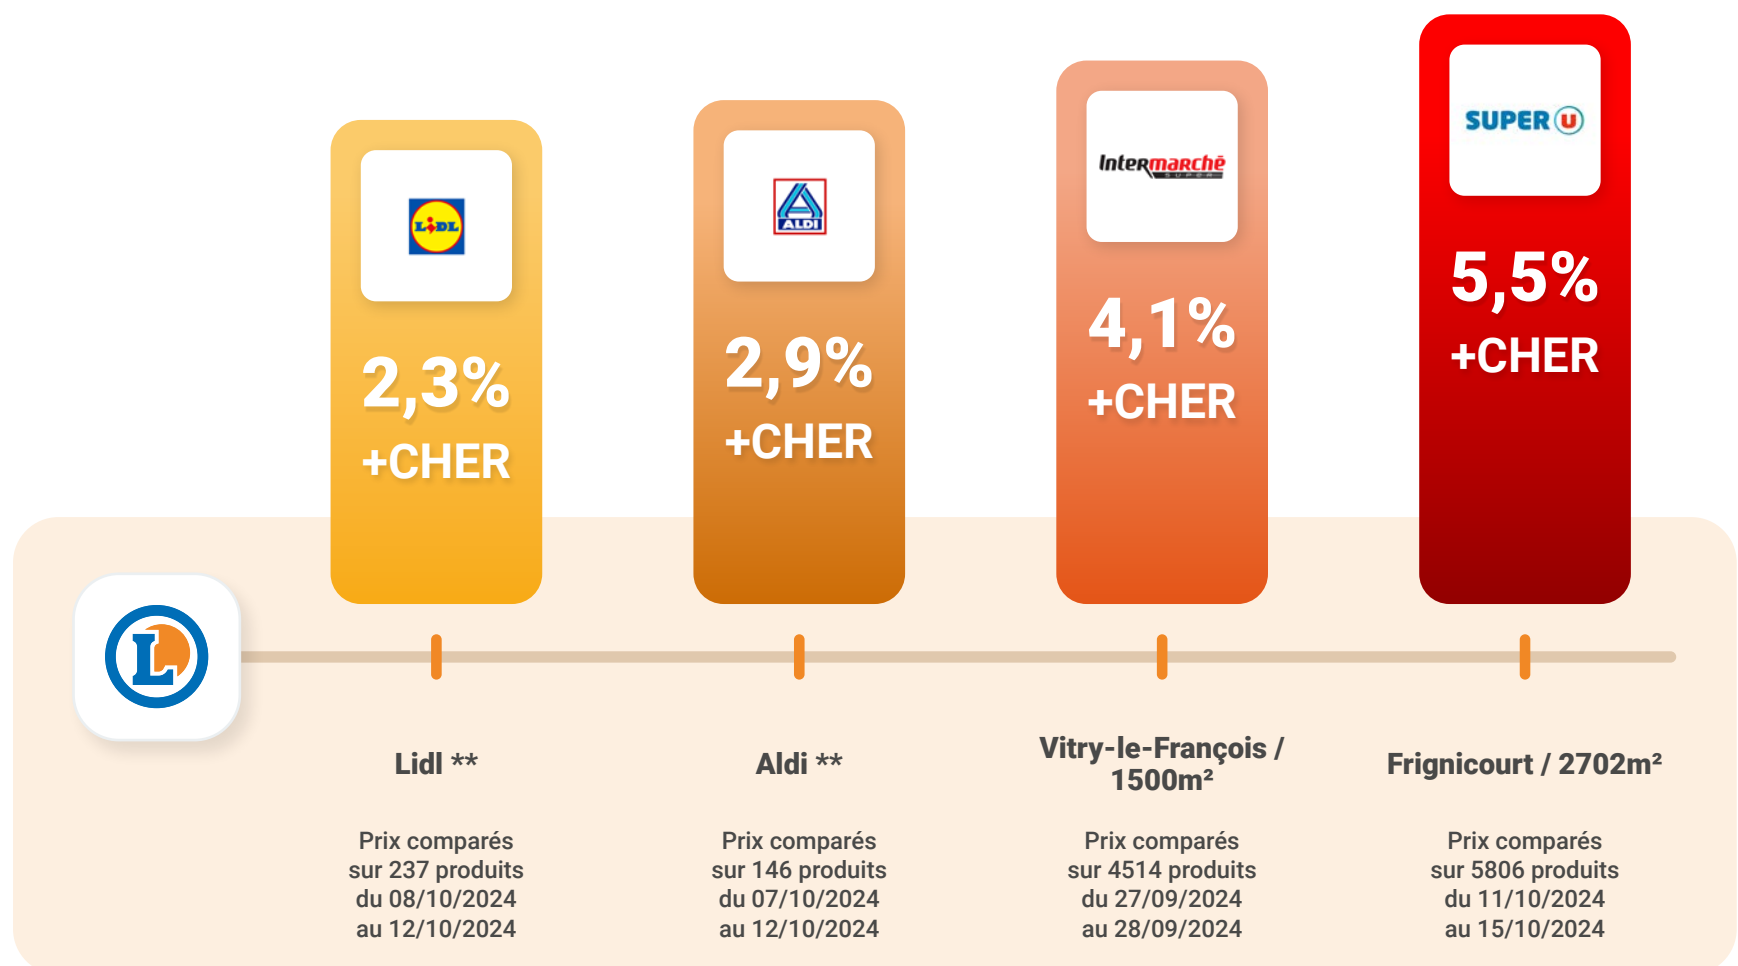 LIDL
2,3%
+CHER
ALDI
2,9%
+CHER
Intermarchē
SUPER
4,1%
+CHER
SUPER U
5,5%
+CHER
L
Lidl **
Prix comparés
sur 237 produits
du 08/10/2024
au 12/10/2024
Aldi **
Prix comparés
sur 146 produits
du 07/10/2024
au 12/10/2024
Vitry-le-François /
1500m²
Prix comparés
sur 4514 produits
du 27/09/2024
au 28/09/2024
Frignicourt / 2702m²
Prix comparés
sur 5806 produits
du 11/10/2024
au 15/10/2024